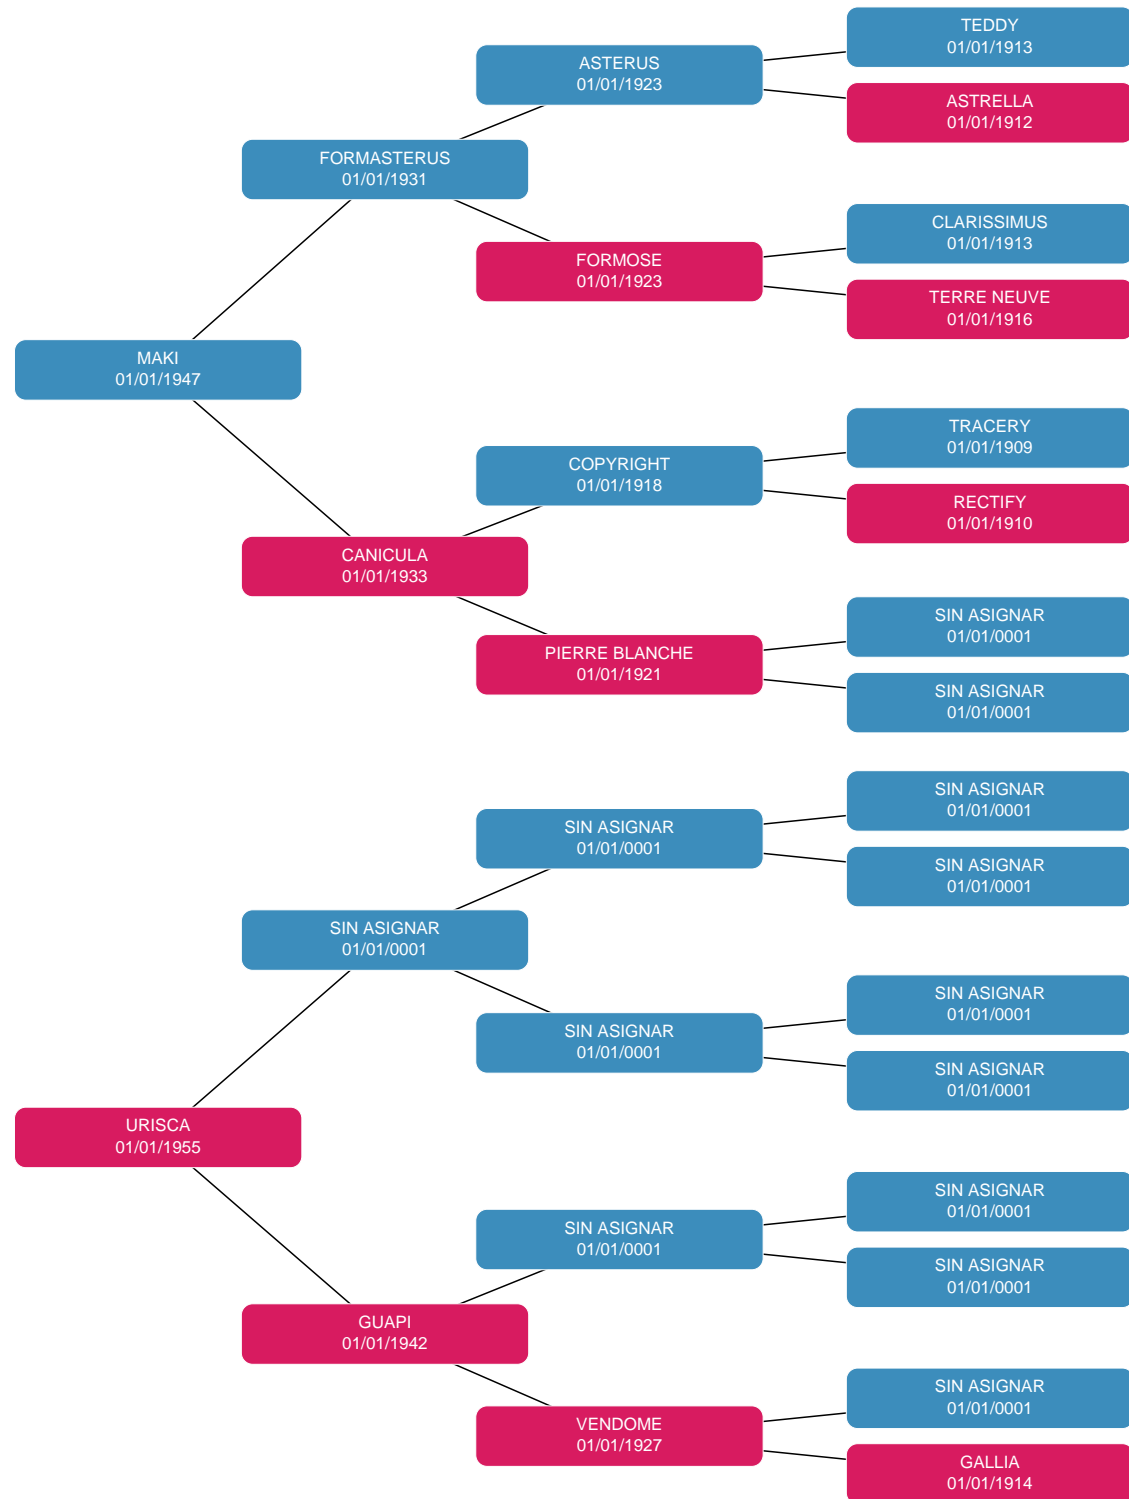 TEDDY
01/01/1913
ASTERUS
01/01/1923
ASTRELLA
01/01/1912
FORMASTERUS
01/01/1931
CLARISSIMUS
01/01/1913
FORMOSE
01/01/1923
TERRE NEUVE
01/01/1916
MAKI
01/01/1947
TRACERY
01/01/1909
COPYRIGHT
01/01/1918
RECTIFY
01/01/1910
CANICULA
01/01/1933
SIN ASIGNAR
01/01/0001
PIERRE BLANCHE
01/01/1921
SIN ASIGNAR
01/01/0001
SIN ASIGNAR
01/01/0001
SIN ASIGNAR
01/01/0001
SIN ASIGNAR
01/01/0001
SIN ASIGNAR
01/01/0001
SIN ASIGNAR
01/01/0001
SIN ASIGNAR
01/01/0001
SIN ASIGNAR
01/01/0001
URISCA
01/01/1955
SIN ASIGNAR
01/01/0001
SIN ASIGNAR
01/01/0001
SIN ASIGNAR
01/01/0001
GUAPI
01/01/1942
SIN ASIGNAR
01/01/0001
VENDOME
01/01/1927
GALLIA
01/01/1914